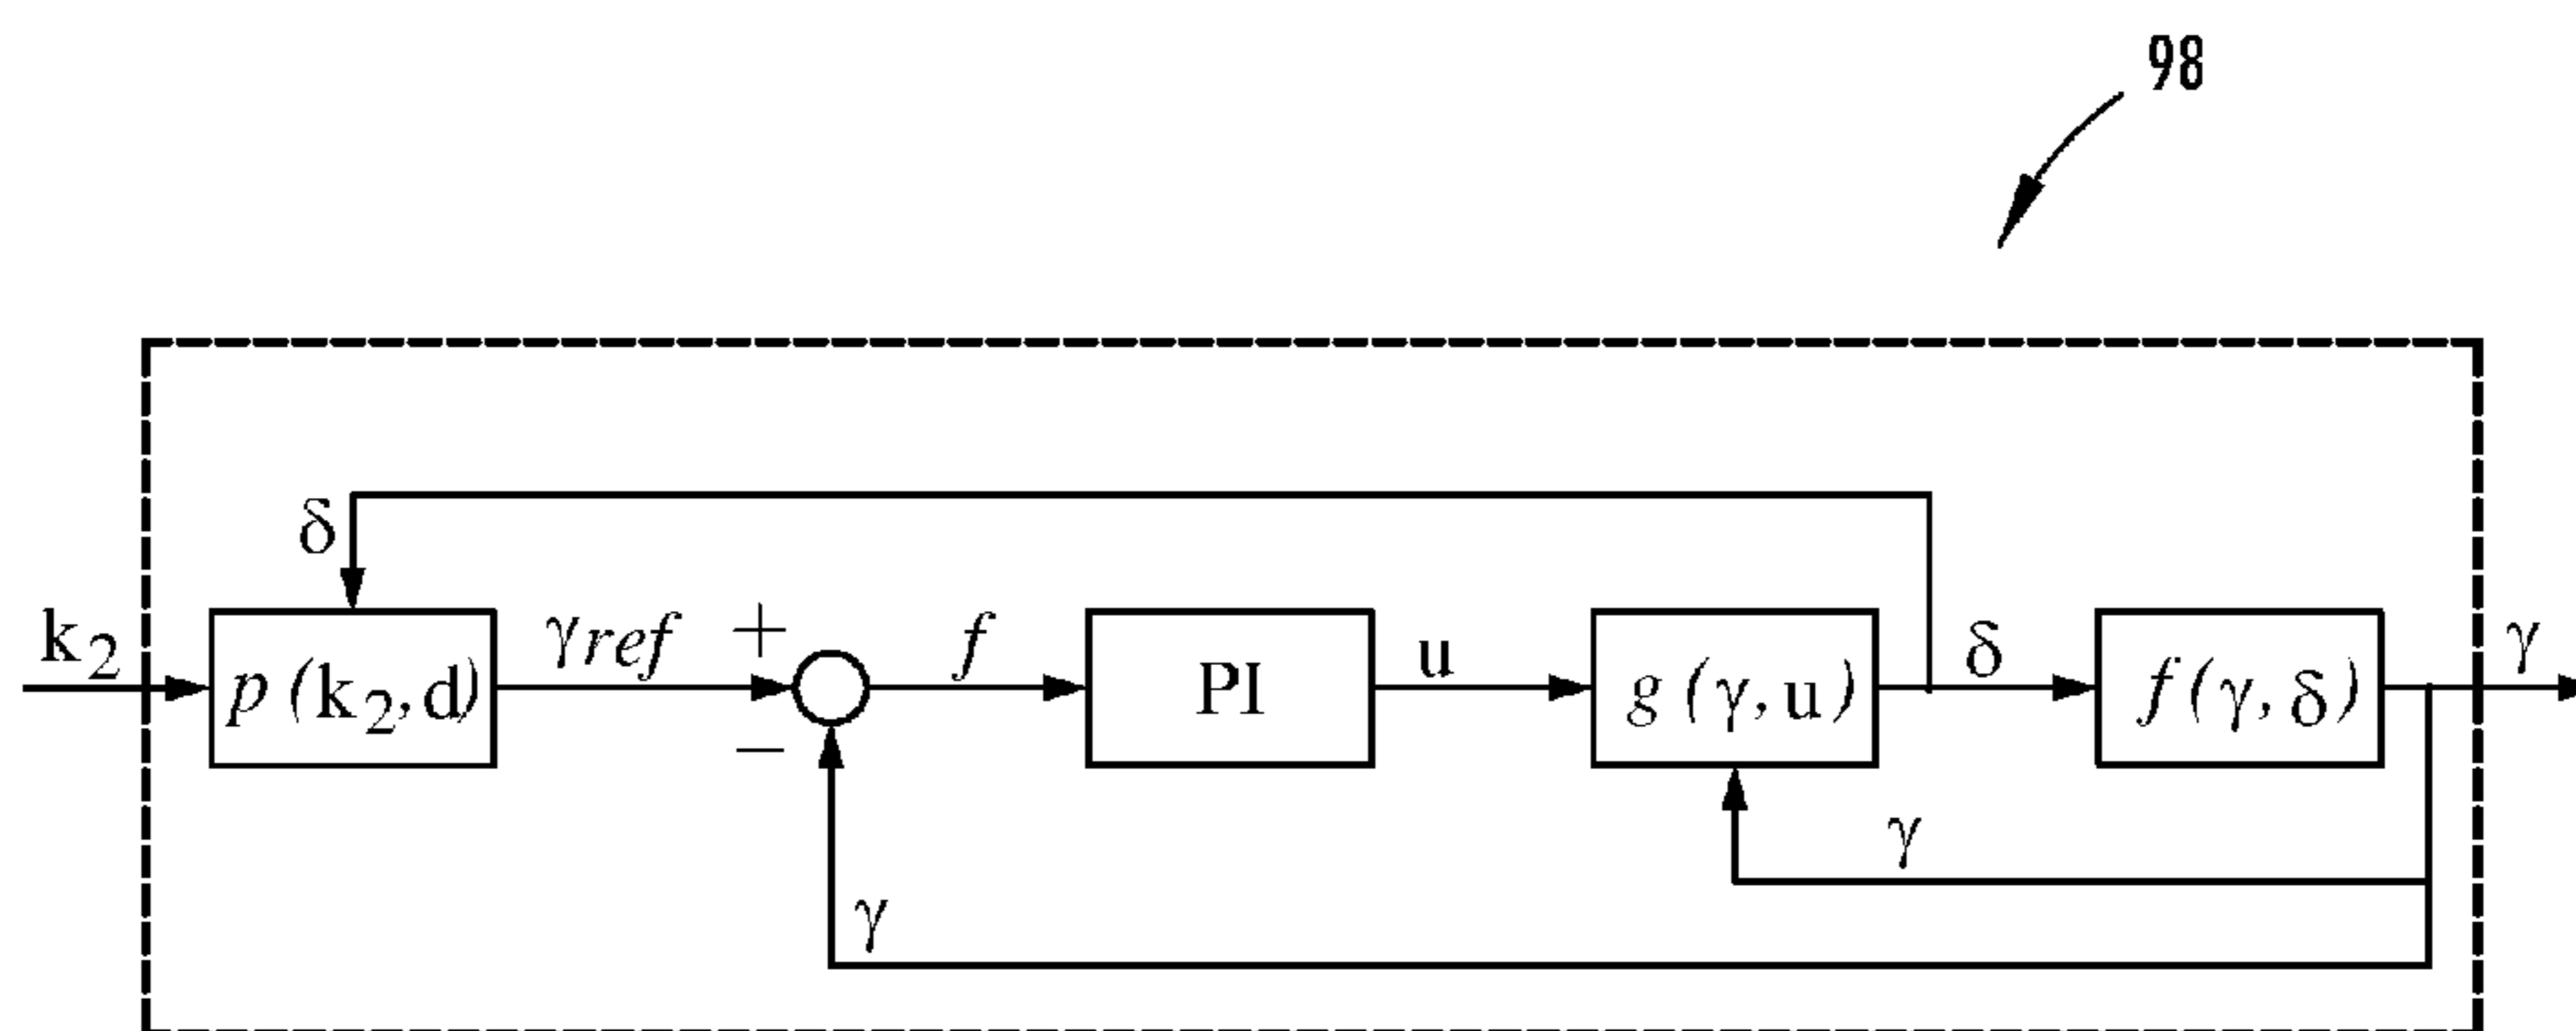 98
δ
k₂
p (k₂,d)
γref
+
−
f
PI
u
g (γ,u)
δ
f(γ,δ)
γ
γ
γ